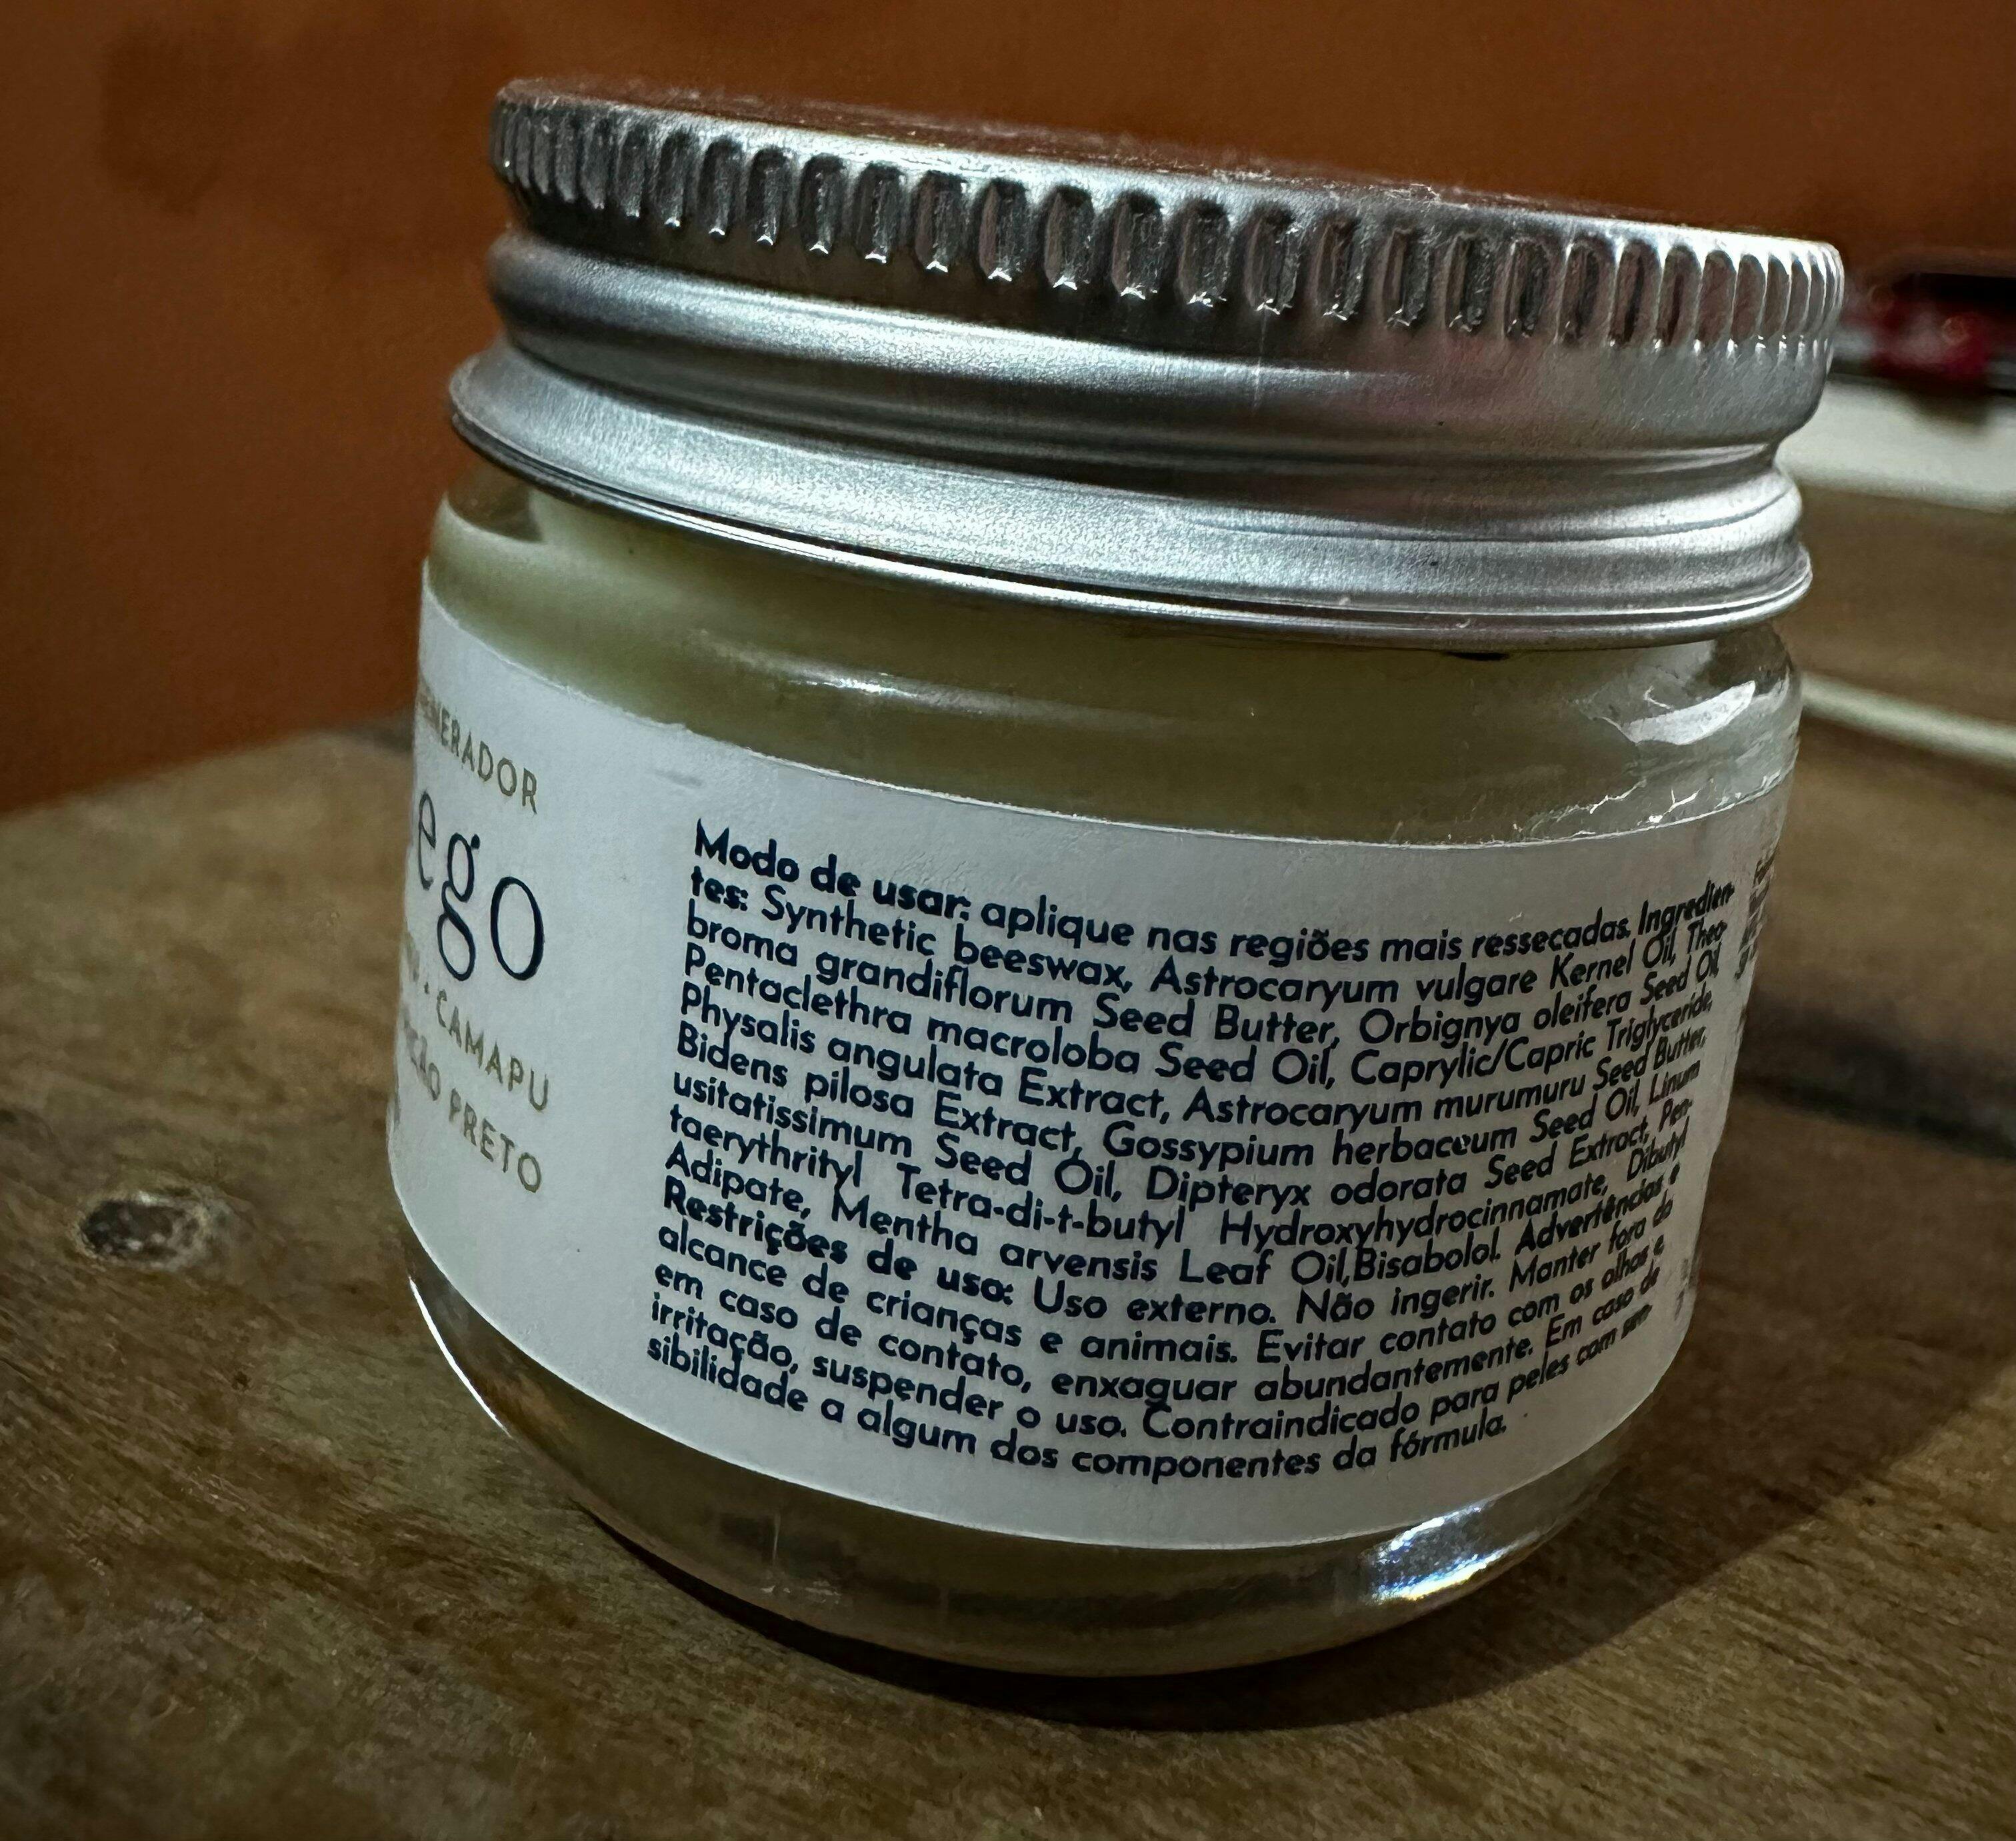 NERADOR
ego
CAMAPU
PRETO
Modo de usar: aplique nas regiões mais ressecadas. Ingredien-
tes: Synthetic beeswax, Astrocaryum vulgare Kernel Oil, Theo-
broma grandiflorum Seed Butter, Orbignya oleifera Seed Oil,
Pentaclethra macroloba Seed Oil, Caprylic/Capric Triglyceride,
Physalis angulata Extract, Astrocaryum murumuru Seed Butter,
Bidens pilosa Extract, Gossypium herbaceum Seed Oil, Linum
usitatissimum Seed Oil, Dipteryx odorata Seed Extract, Pen-
taerythrityl Tetra-di-t-butyl Hydroxyhydrocinnamate, Dibutyl
Adipate, Mentha arvensis Leaf Oil,Bisabolol. Advertências e
Restrições de uso: Uso externo. Não ingerir. Manter fora do
alcance de crianças e animais. Evitar contato com os olhos e
em caso de contato, enxaguar abundantemente. Em caso de
irritação, suspender o uso. Contraindicado para peles com sen-
sibilidade a algum dos componentes da fórmula.